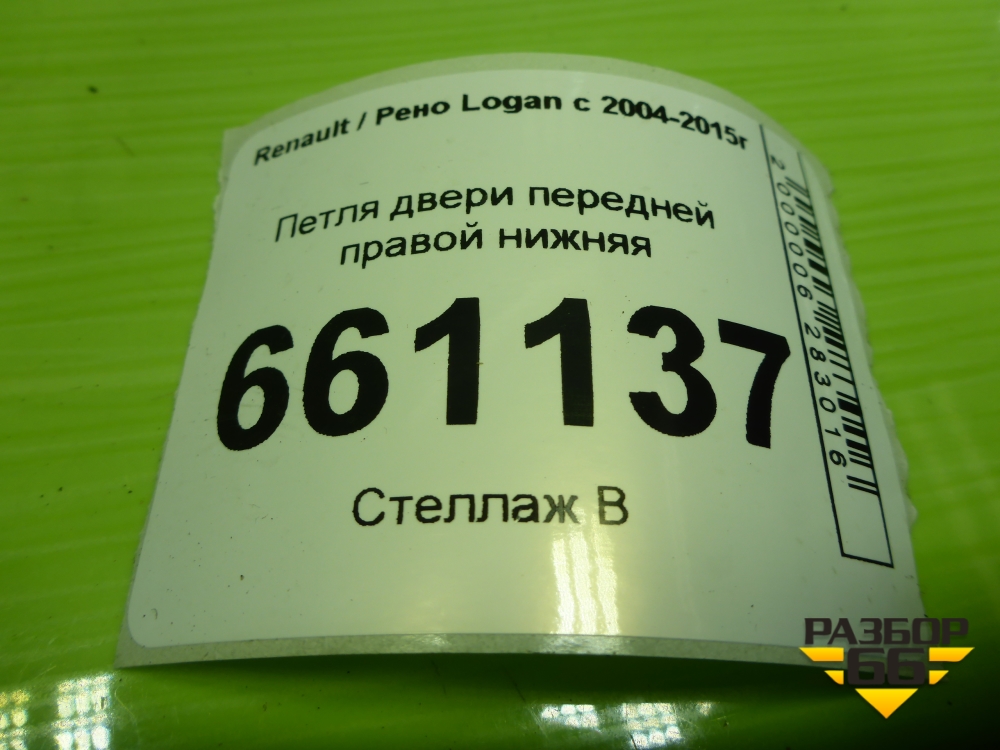 Renault / Рено Logan с 2004-2015г
Петля двери передней
правой нижняя
661137
Стеллаж В
2000006283016
РАЗБОР
66